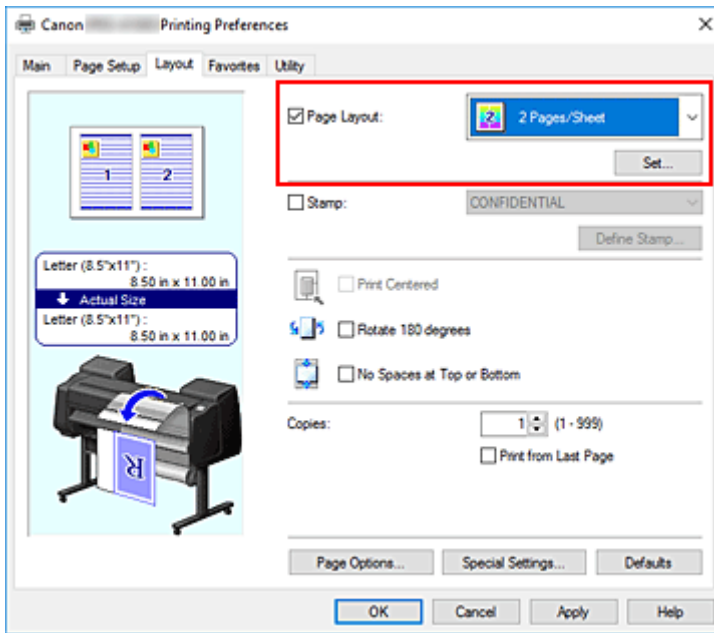 Canon Printing Preferences
Main Page Setup Layout Favorites Utility
1 2
Letter (8.5"x11") :
8.50 in x 11.00 in
Actual Size
Letter (8.5"x11") :
8.50 in x 11.00 in
R
Page Layout: 2 2 Pages/Sheet
Set...
Stamp: CONFIDENTIAL
Define Stamp...
Print Centered
Rotate 180 degrees
No Spaces at Top or Bottom
Copies: 1 (1 - 999)
Print from Last Page
Page Options... Special Settings... Defaults
OK Cancel Apply Help